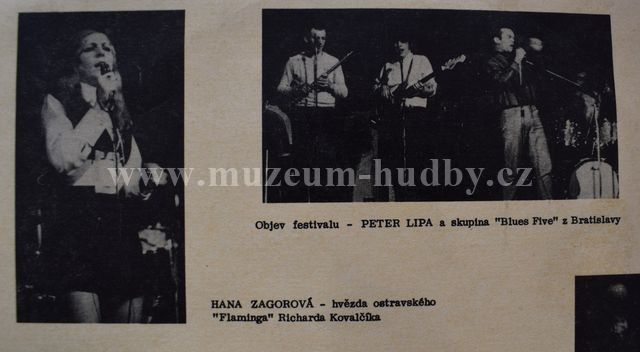 www.muzeum-hudby.cz
Objev festivalu - PETER LIPA a skupina "Blues Five" z Bratislavy
HANA ZAGOROVÁ - hvězda ostravského
"Flaminga" Richarda Kovalčíka